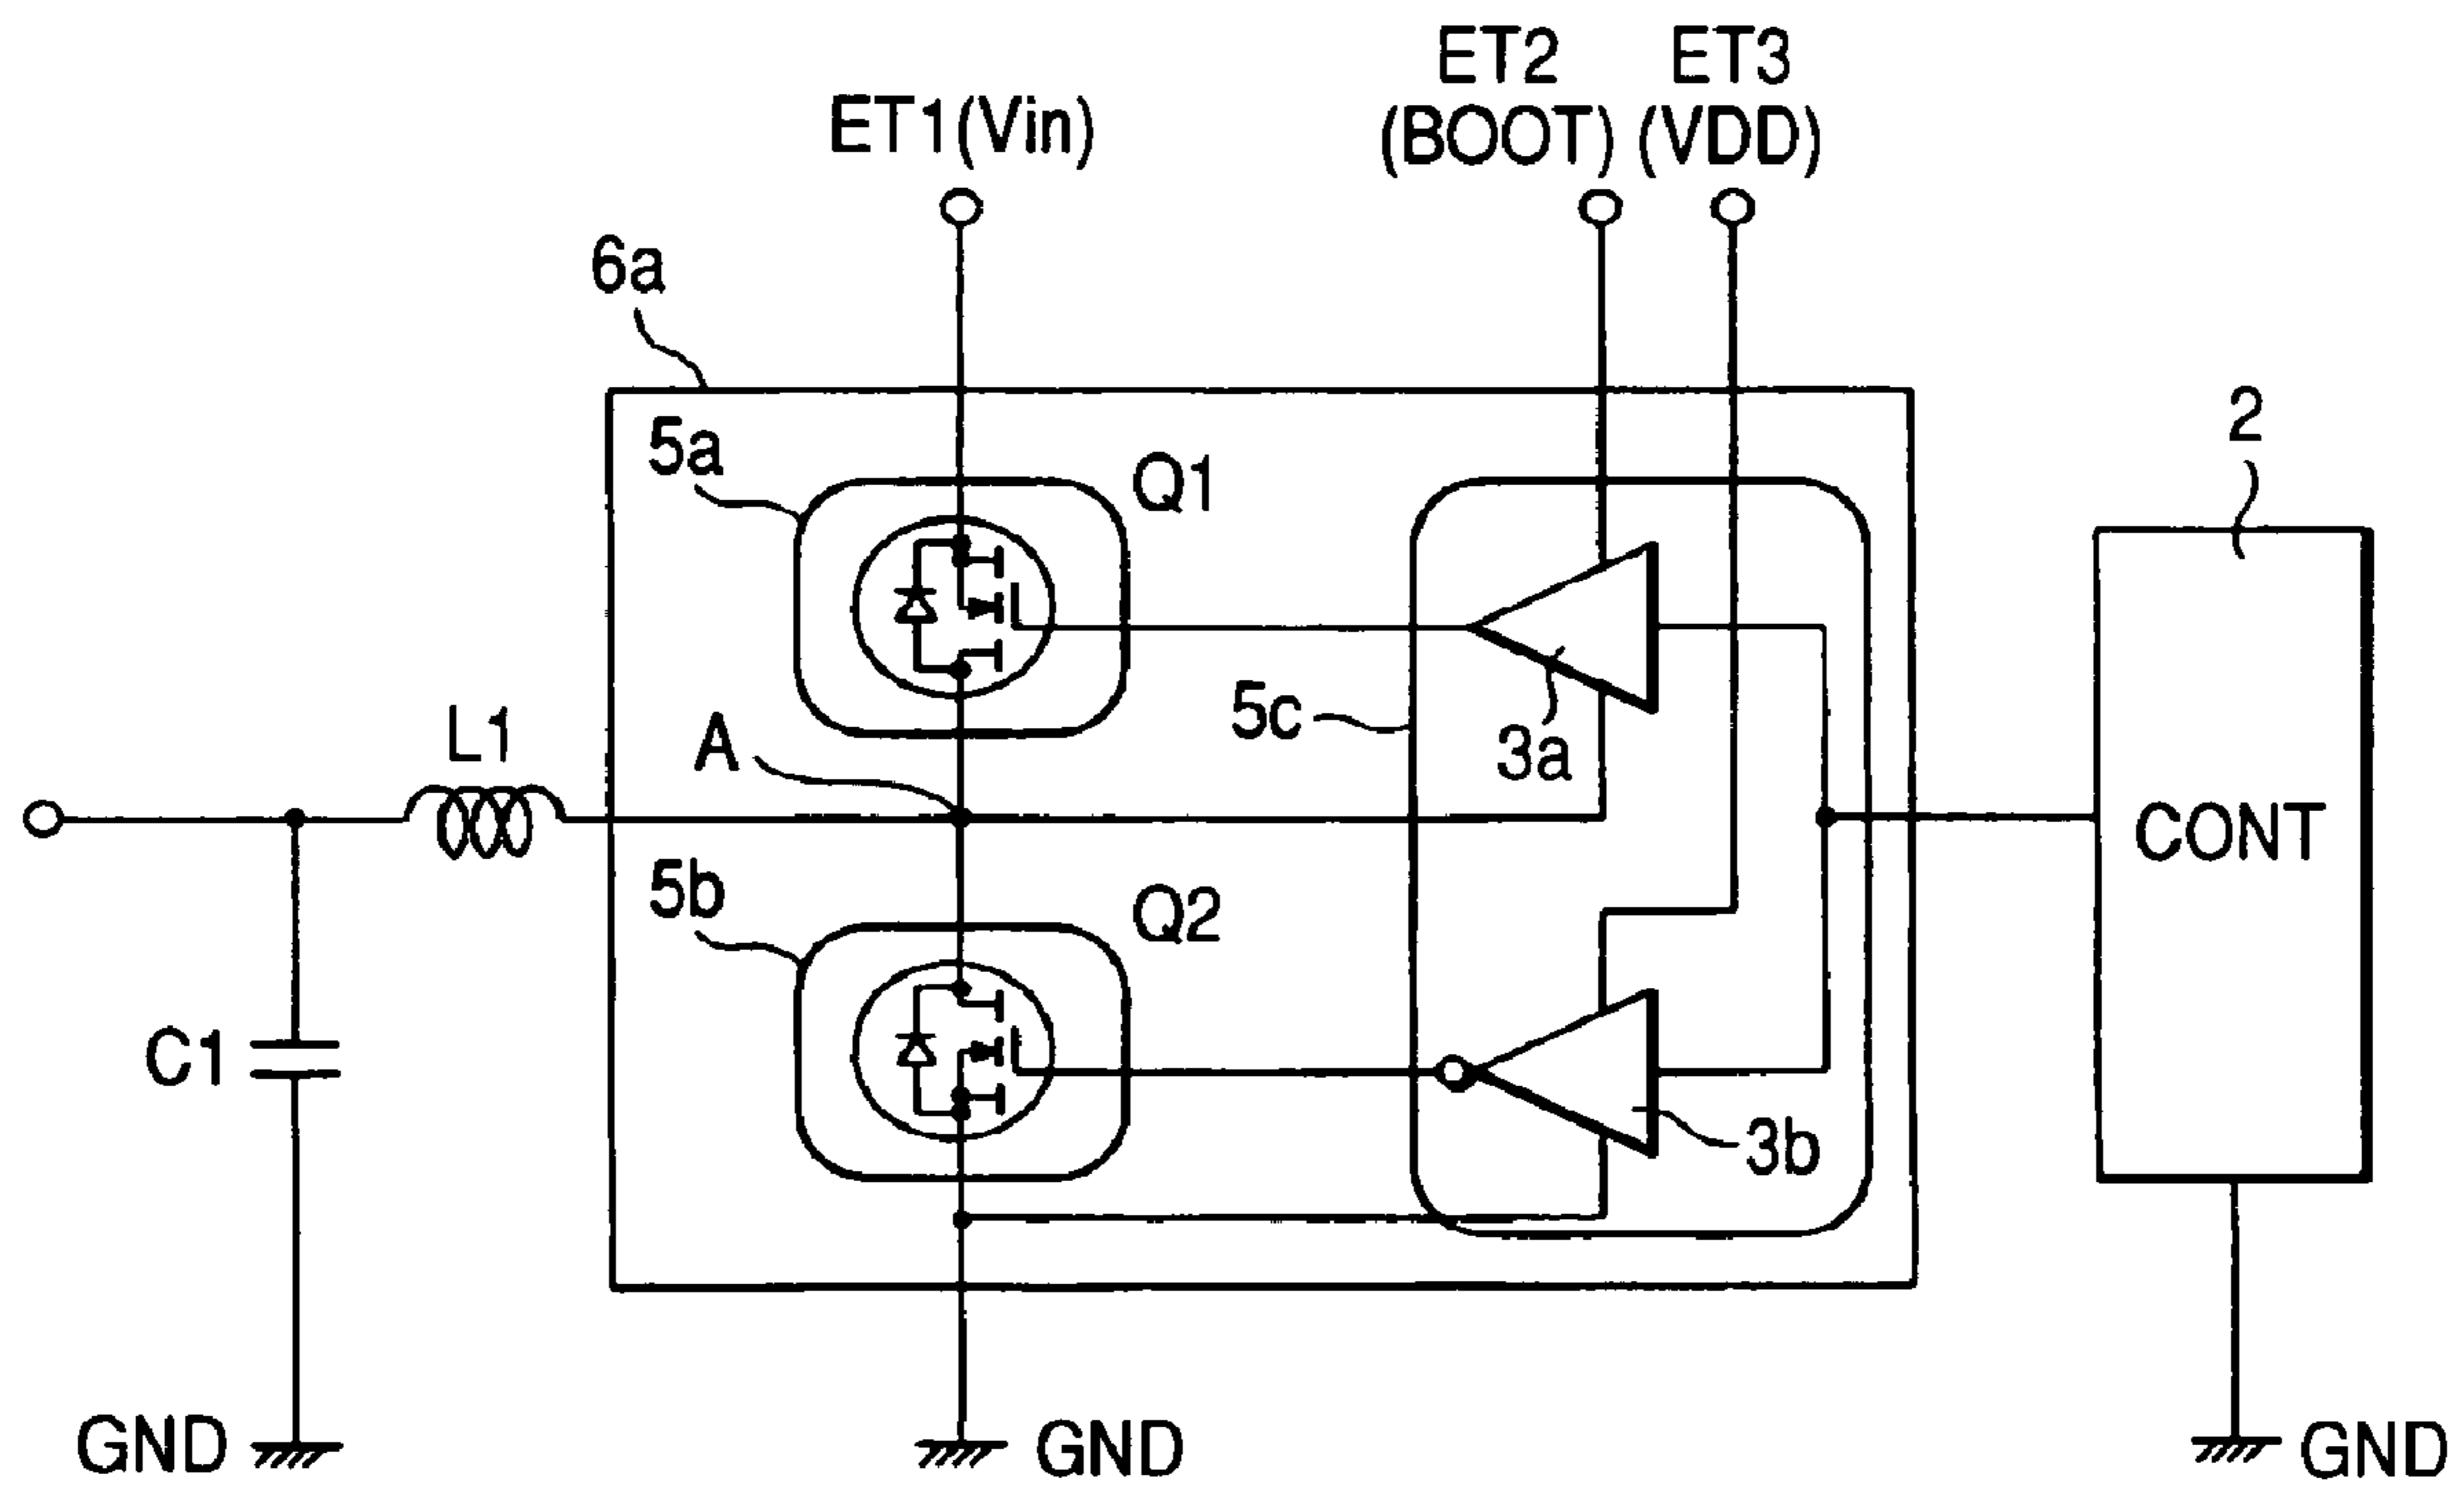 ET2 ET3
ET1(Vin) (BOOT) (VDD)
6a
2
5a
Q1
5c
3a
A
L1
CONT
5b
Q2
C1
3b
GND
GND
GND